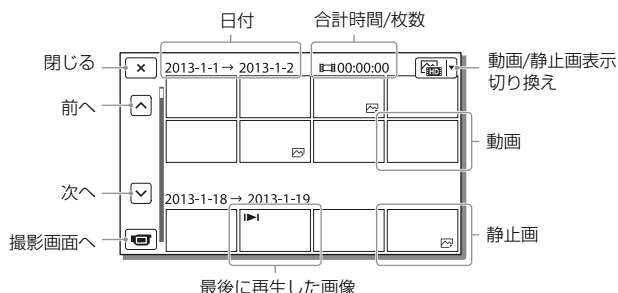 日付
合計時間/枚数
閉じる
2013-1-1→ 2013-1-2
00:00:00
HD
動画/静止画表示
切り換え
前へ
動画
次へ
2013-1-18→ 2013-1-19
撮影画面へ
静止画
最後に再生した画像